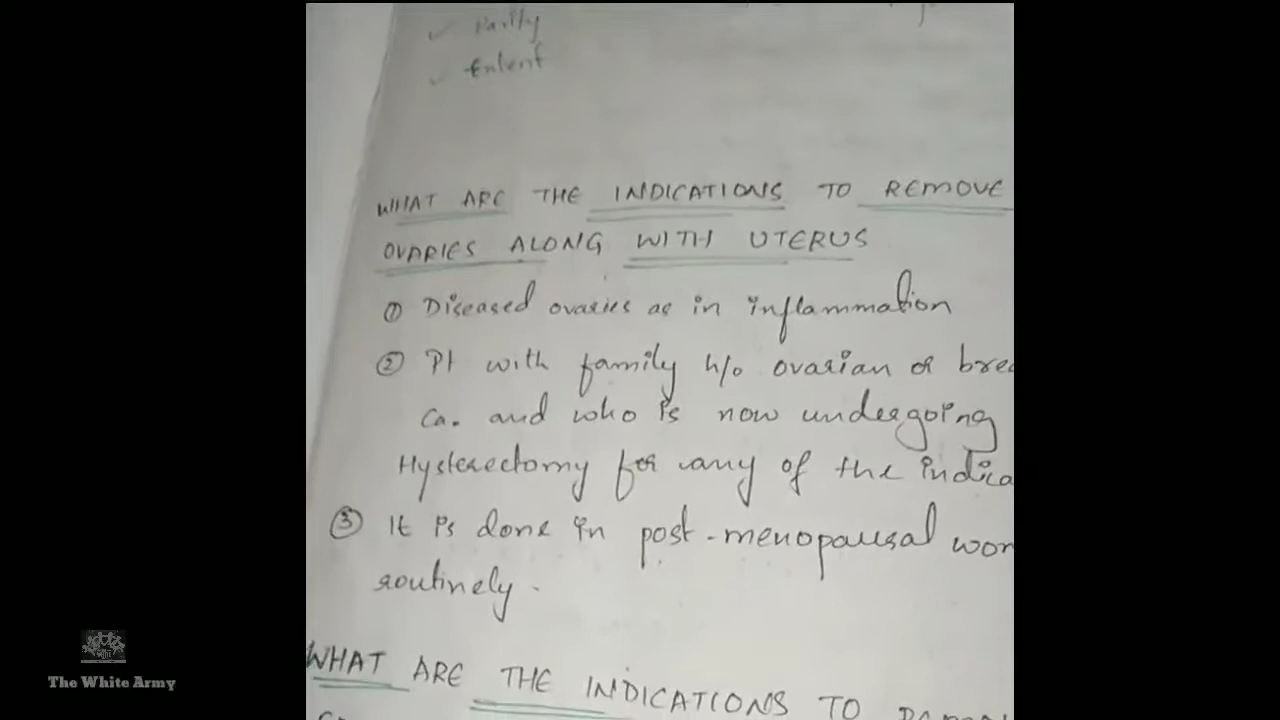 Parity
Extent
WHAT ARE THE INDICATIONS TO REMOVE
OVARIES ALONG WITH UTERUS
① Diseased ovaries as in inflammation
② Pt with family h/o ovarian or brea
Ca. and who is now undergoing
Hysterectomy for any of the indica
③ It is done in post-menopausal wom
routinely.
WHAT ARE THE INDICATIONS TO
The White Army